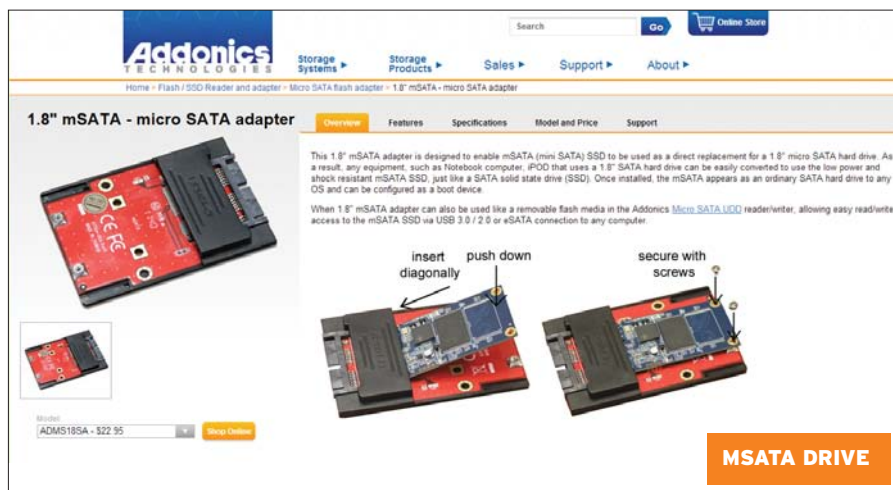 Search
Go
Online Store
Addonics
TECHNOLOGIES
Storage Systems
Storage Products
Sales
Support
About
Home » Flash / SSD Reader and adapter » Micro SATA flash adapter » 1.8" mSATA - micro SATA adapter
1.8" mSATA - micro SATA adapter
Overview
Features
Specifications
Model and Price
Support
This 1.8" mSATA adapter is designed to enable mSATA (mini SATA) SSD to be used as a direct replacement for a 1.8" micro SATA hard drive. As
a result, any equipment, such as Notebook computer, iPOD that uses a 1.8" SATA hard drive can be easily converted to use the low power and
shock resistant mSATA SSD, just like a SATA solid state drive (SSD). Once installed, the mSATA appears as an ordinary SATA hard drive to any
OS and can be configured as a boot device.
When 1.8" mSATA adapter can also be used like a removable flash media in the Addonics Micro SATA UDD reader/writer, allowing easy read/write
access to the mSATA SSD via USB 3.0 / 2.0 or eSATA connection to any computer.
insert
diagonally
push down
secure with
screws
CE FC
Model:
ADMS18SA - $22.95
Shop Online
MSATA DRIVE